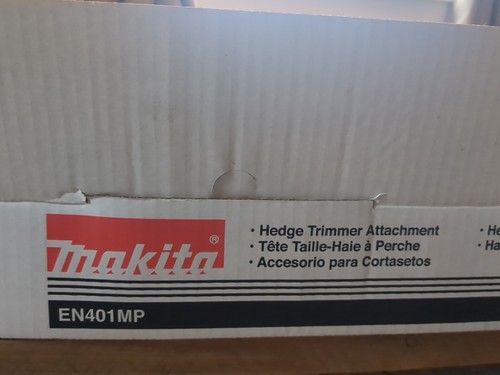 makita®
· Hedge Trimmer Attachment
· Tête Taille-Haie à Perche
· Accesorio para Cortasetos
EN401MP